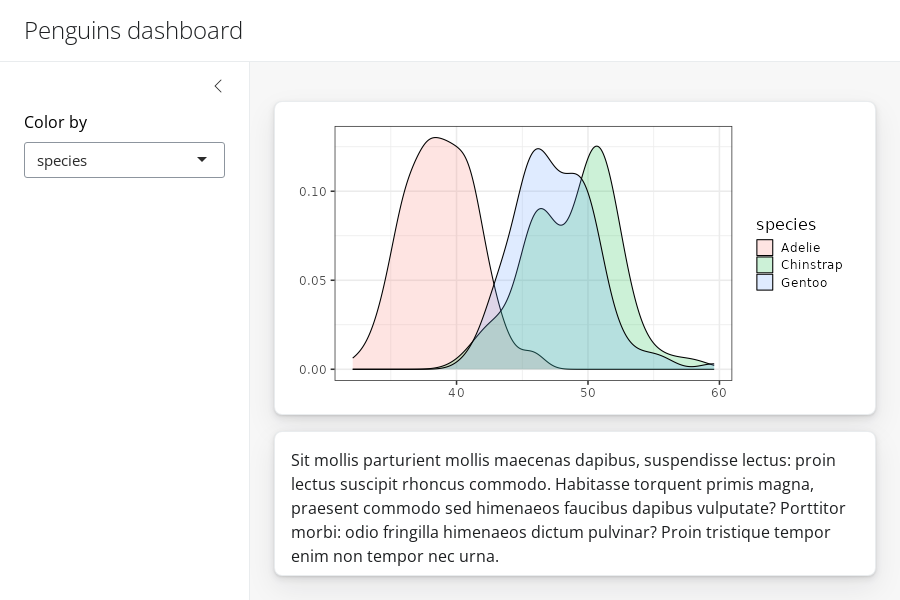 Penguins dashboard
Color by
species
0.10
0.05
0.00
40
50
60
species
Adelie
Chinstrap
Gentoo
Sit mollis parturient mollis maecenas dapibus, suspendisse lectus: proin
lectus suscipit rhoncus commodo. Habitasse torquent primis magna,
praesent commodo sed himenaeos faucibus dapibus vulputate? Porttitor
morbi: odio fringilla himenaeos dictum pulvinar? Proin tristique tempor
enim non tempor nec urna.